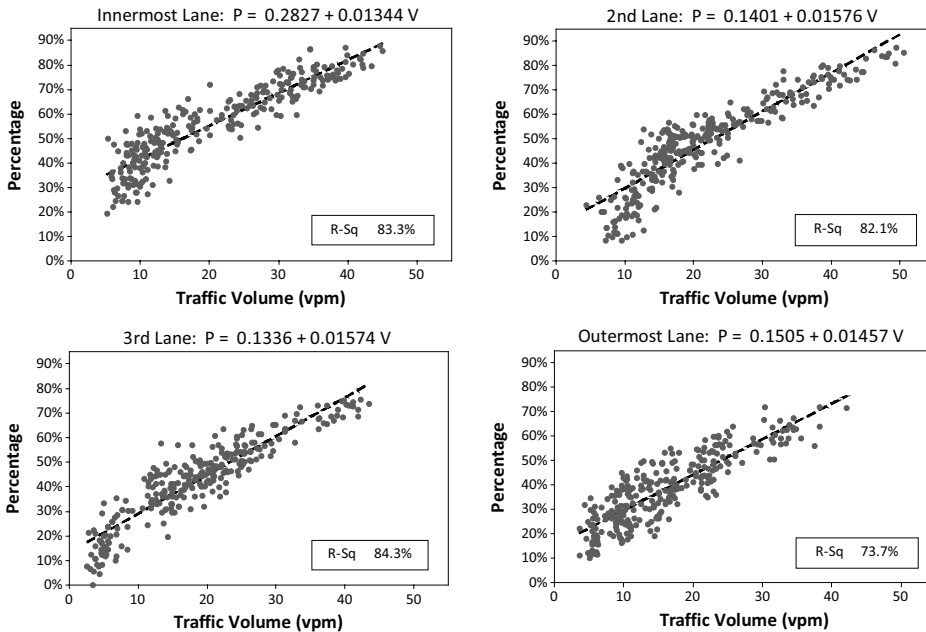 Innermost Lane: P = 0.2827 + 0.01344 V
Percentage
90%
80%
70%
60%
50%
40%
30%
20%
10%
0%
R-Sq 83.3%
0 10 20 30 40 50
Traffic Volume (vpm)
2nd Lane: P = 0.1401 + 0.01576 V
Percentage
90%
80%
70%
60%
50%
40%
30%
20%
10%
0%
R-Sq 82.1%
0 10 20 30 40 50
Traffic Volume (vpm)
3rd Lane: P = 0.1336 + 0.01574 V
Percentage
90%
80%
70%
60%
50%
40%
30%
20%
10%
0%
R-Sq 84.3%
0 10 20 30 40 50
Traffic Volume (vpm)
Outermost Lane: P = 0.1505 + 0.01457 V
Percentage
90%
80%
70%
60%
50%
40%
30%
20%
10%
0%
R-Sq 73.7%
0 10 20 30 40 50
Traffic Volume (vpm)